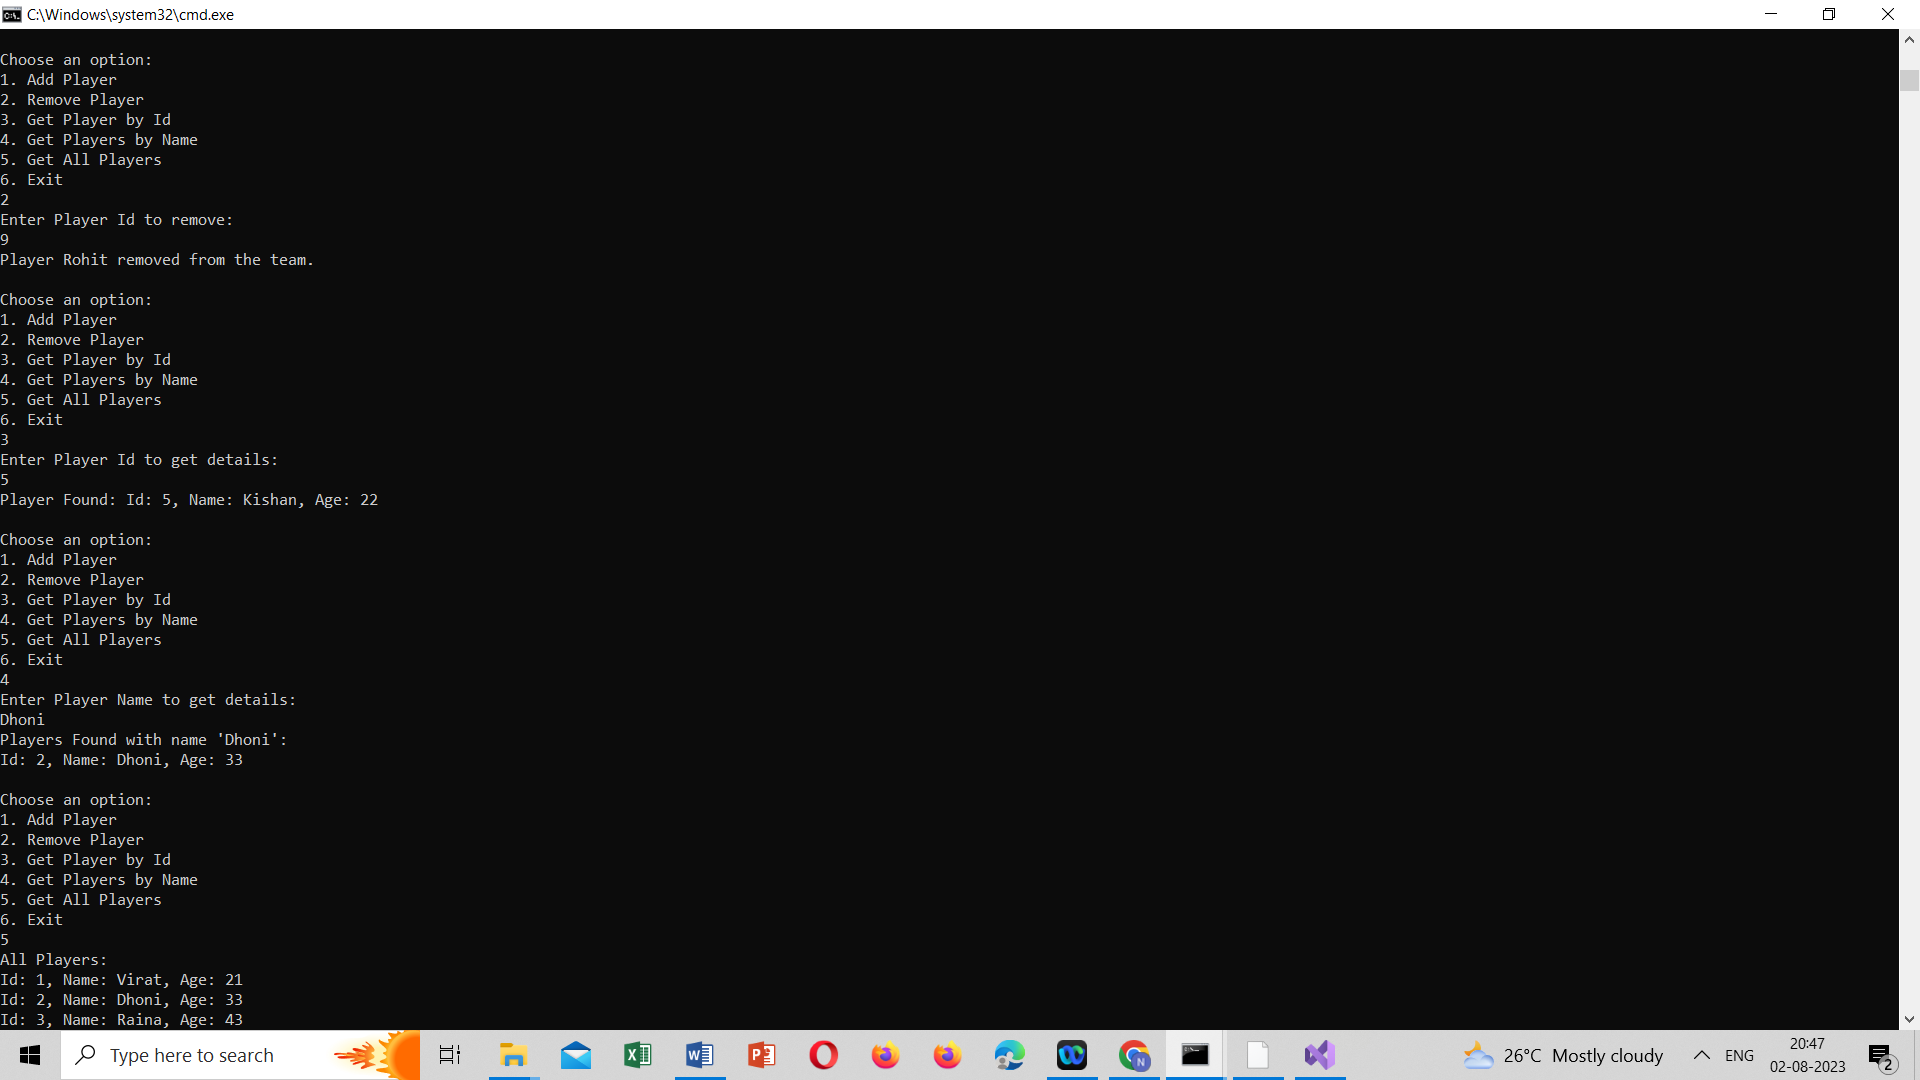 C:\Windows\system32\cmd.exe
Choose an option:
1. Add Player
2. Remove Player
3. Get Player by Id
4. Get Players by Name
5. Get All Players
6. Exit
2
Enter Player Id to remove:
9
Player Rohit removed from the team.
Choose an option:
1. Add Player
2. Remove Player
3. Get Player by Id
4. Get Players by Name
5. Get All Players
6. Exit
3
Enter Player Id to get details:
5
Player Found: Id: 5, Name: Kishan, Age: 22
Choose an option:
1. Add Player
2. Remove Player
3. Get Player by Id
4. Get Players by Name
5. Get All Players
6. Exit
4
Enter Player Name to get details:
Dhoni
Players Found with name 'Dhoni':
Id: 2, Name: Dhoni, Age: 33
Choose an option:
1. Add Player
2. Remove Player
3. Get Player by Id
4. Get Players by Name
5. Get All Players
6. Exit
5
All Players:
Id: 1, Name: Virat, Age: 21
Id: 2, Name: Dhoni, Age: 33
Id: 3, Name: Raina, Age: 43
Type here to search
26°C Mostly cloudy
ENG
20:47
02-08-2023
2